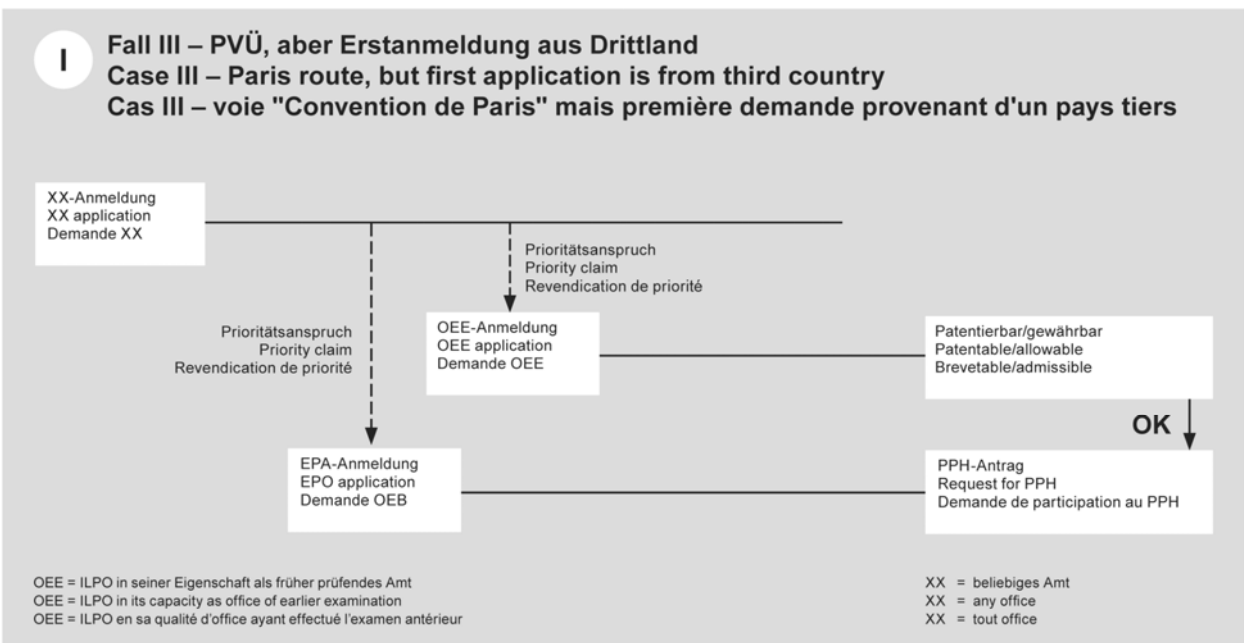 I
Fall III – PVÜ, aber Erstanmeldung aus Drittland
Case III – Paris route, but first application is from third country
Cas III – voie "Convention de Paris" mais première demande provenant d'un pays tiers
XX-Anmeldung
XX application
Demande XX
Prioritätsanspruch
Priority claim
Revendication de priorité
OEE-Anmeldung
OEE application
Demande OEE
Patentierbar/gewährbar
Patentable/allowable
Brevetable/admissible
Prioritätsanspruch
Priority claim
Revendication de priorité
OK
EPA-Anmeldung
EPO application
Demande OEB
PPH-Antrag
Request for PPH
Demande de participation au PPH
OEE = ILPO in seiner Eigenschaft als früher prüfendes Amt
OEE = ILPO in its capacity as office of earlier examination
OEE = ILPO en sa qualité d'office ayant effectué l'examen antérieur
XX = beliebiges Amt
XX = any office
XX = tout office